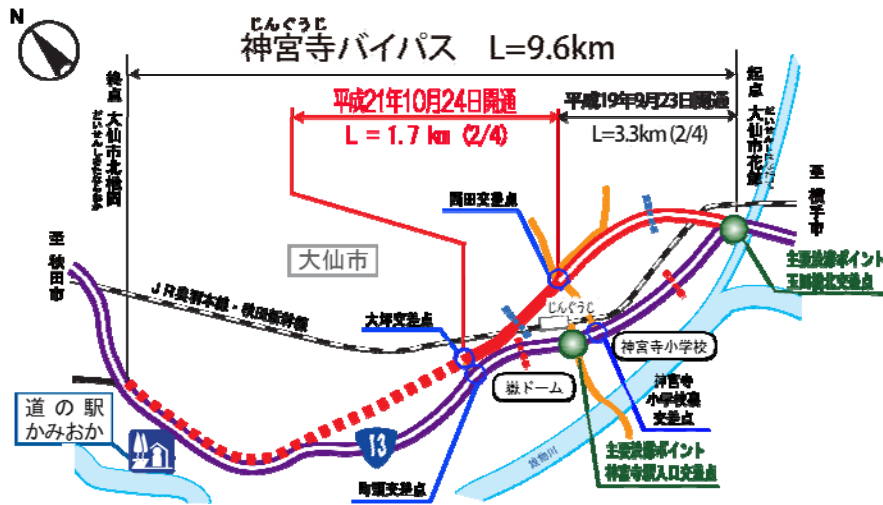 N
じんぐうじ
神宮寺バイパス L=9.6km
平成21年10月24日開通
L = 1.7 km (2/4)
平成19年9月23日開通
L=3.3km (2/4)
終点 大仙市北楢岡
起点 大仙市花館
至 横手市
至 秋田市
大仙市
JR奥羽本線・秋田新幹線
大坪交差点
じんぐうじ
主要渋滞ポイント
玉川橋北交差点
神宮寺小学校
嶽ドーム
神宮寺
小学校裏
交差点
道の駅
かみおか
13
雄物川
主要渋滞ポイント
神宮寺駅入口交差点